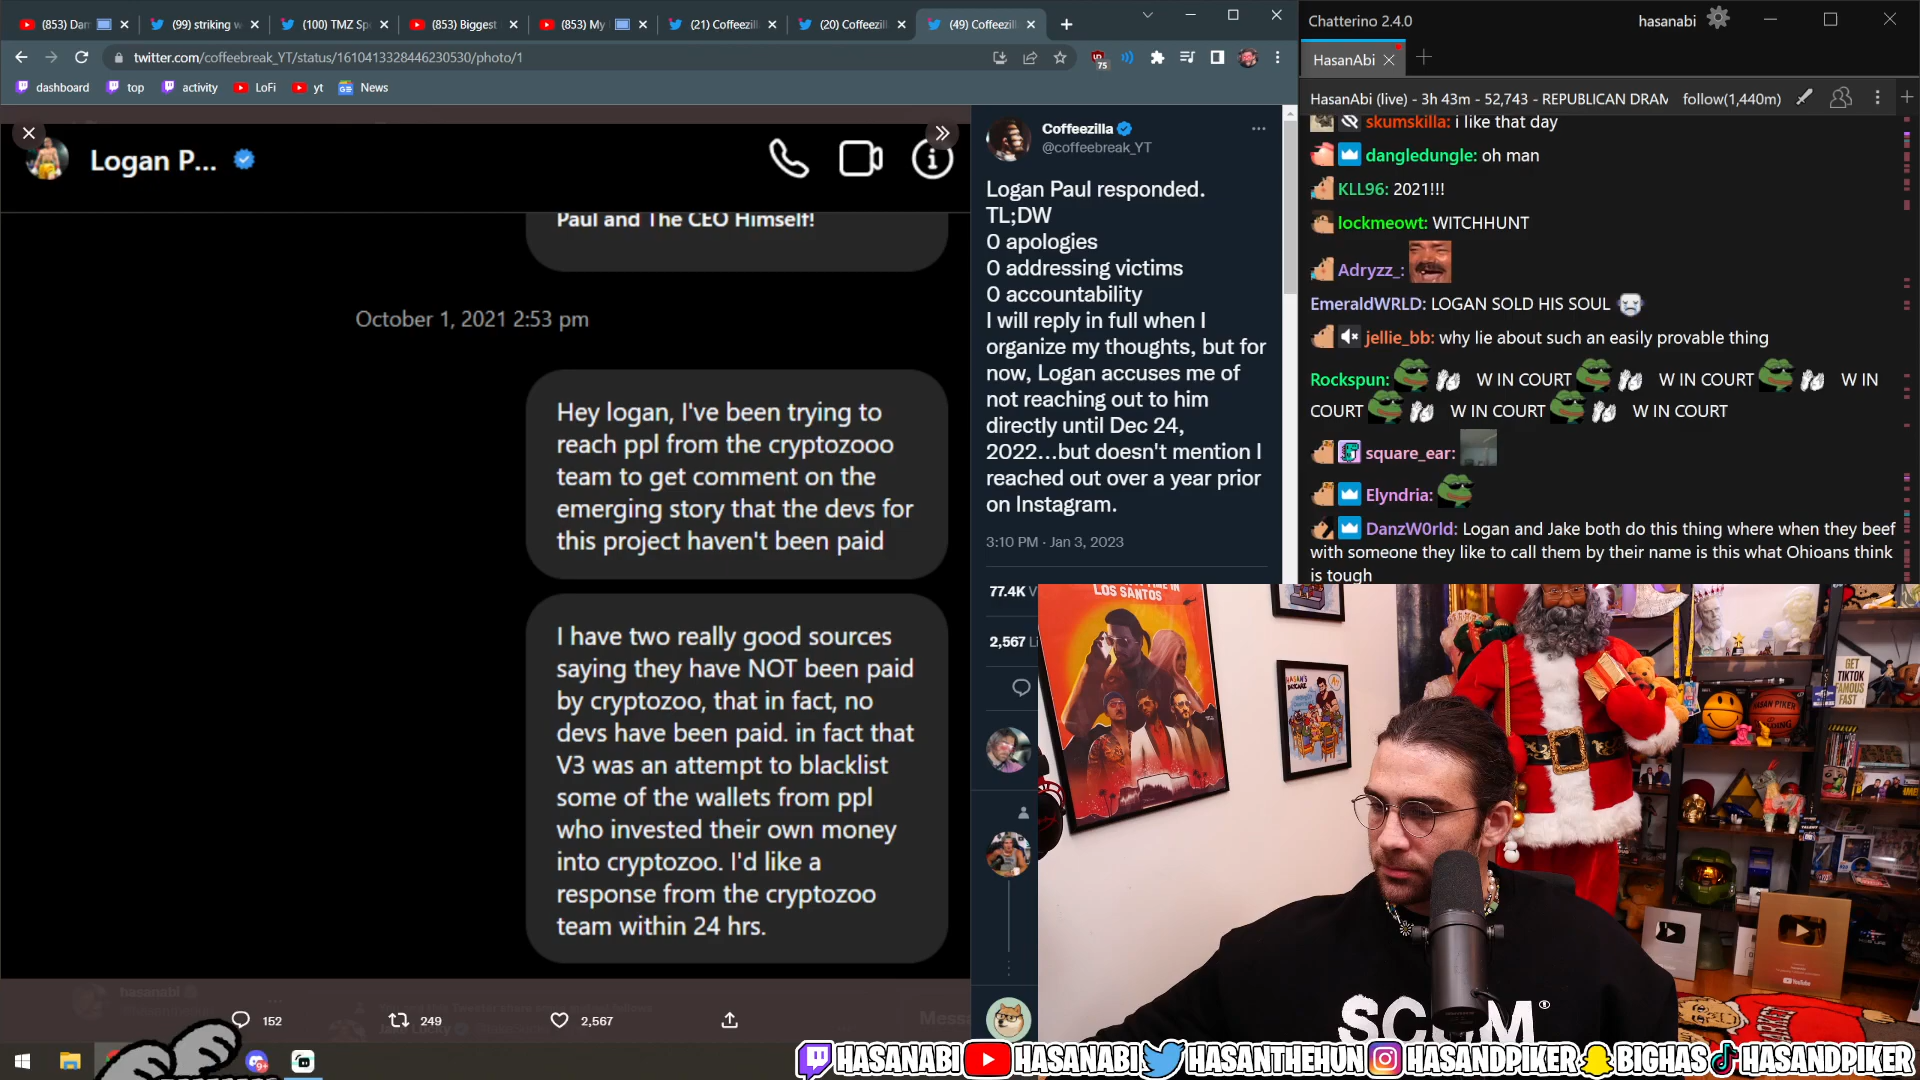 (853) Dan
(99) striking w
(100) TMZ Sp
(853) Biggest
(853) My
(21) Coffeezil
(20) Coffeezil
(49) Coffeezil
twitter.com/coffeebreak_YT/status/1610413328446230530/photo/1
75
dashboard
top
activity
LoFi
yt
News
Logan P...
Paul and The CEO Himself!
October 1, 2021 2:53 pm
Hey logan, I've been trying to
reach ppl from the cryptozooo
team to get comment on the
emerging story that the devs for
this project haven't been paid
I have two really good sources
saying they have NOT been paid
by cryptozoo, that in fact, no
devs have been paid. in fact that
V3 was an attempt to blacklist
some of the wallets from ppl
who invested their own money
into cryptozoo. I'd like a
response from the cryptozoo
team within 24 hrs.
hasanabi
152
249
2,567
Coffeezilla
@coffeebreak_YT
Logan Paul responded.
TL;DW
0 apologies
0 addressing victims
0 accountability
I will reply in full when I
organize my thoughts, but for
now, Logan accuses me of
not reaching out to him
directly until Dec 24,
2022...but doesn't mention I
reached out over a year prior
on Instagram.
3:10 PM · Jan 3, 2023
77.4K V
2,567 Li
Chatterino 2.4.0
hasanabi
HasanAbi
HasanAbi (live) - 3h 43m - 52,743 - REPUBLICAN DRAM
follow(1,440m)
skumskilla: i like that day
dangledungle: oh man
KLL96: 2021!!!
lockmeowt: WITCHHUNT
Adryzz_:
EmeraldWRLD: LOGAN SOLD HIS SOUL
jellie_bb: why lie about such an easily provable thing
Rockspun: W IN COURT W IN COURT W IN
COURT W IN COURT W IN COURT
square_ear:
Elyndria:
DanzW0rld: Logan and Jake both do this thing where when they beef
with someone they like to call them by their name is this what Ohioans think
is tough
LOS SANTOS
GET
TIKTOK
FAMOUS
FAST
HASAN PIKER
YouTube
SCUM®
HASANABI HASANABI HASANTHEHUN HASANDPIKER BIGHAS HASANDPIKER